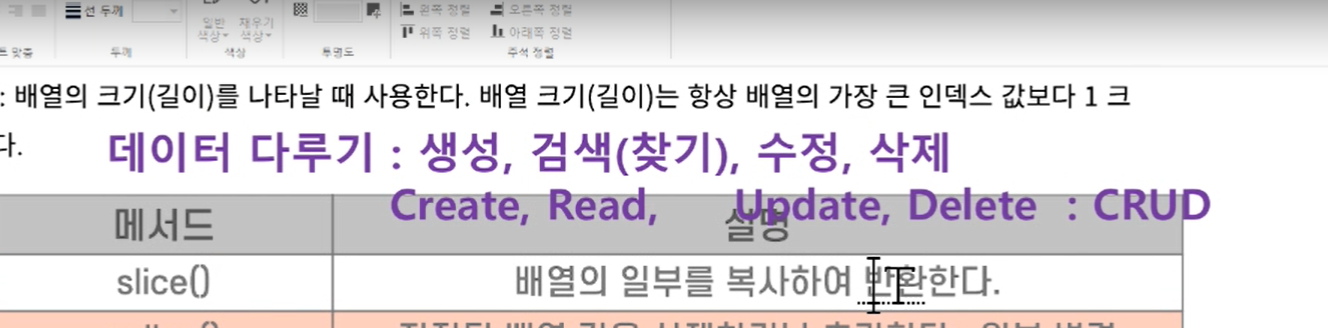 선 두께
일반 채우기
색상 색상
왼쪽 정렬 오른쪽 정렬
위쪽 정렬 아래쪽 정렬
맞춤 두께 색상 투명도 주석 정렬
: 배열의 크기(길이)를 나타날 때 사용한다. 배열 크기(길이)는 항상 배열의 가장 큰 인덱스 값보다 1 크
다.
데이터 다루기 : 생성, 검색(찾기), 수정, 삭제
Create, Read, Update, Delete : CRUD
메서드 설명
slice() 배열의 일부를 복사하여 반환한다.